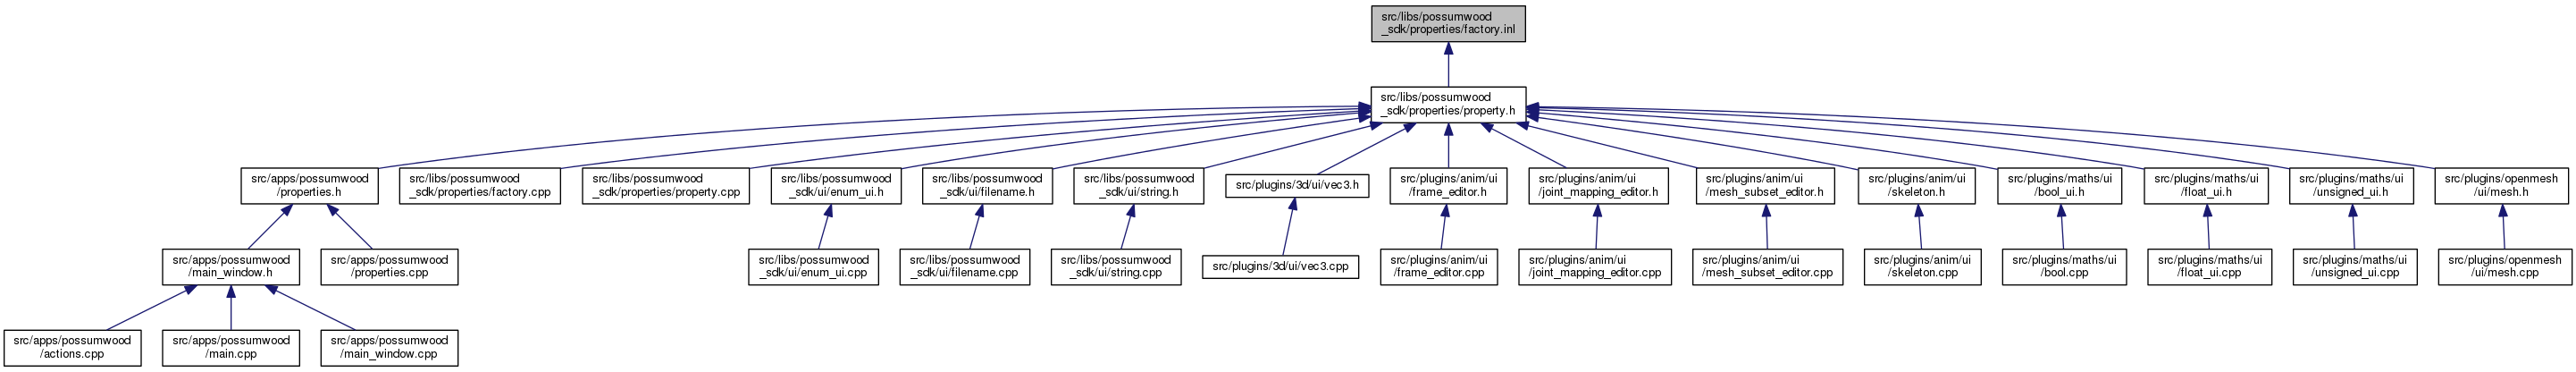 src/libs/possumwood
_sdk/properties/factory.inl
src/libs/possumwood
_sdk/properties/property.h
src/apps/possumwood
/properties.h
src/libs/possumwood
_sdk/properties/factory.cpp
src/libs/possumwood
_sdk/properties/property.cpp
src/libs/possumwood
_sdk/ui/enum_ui.h
src/libs/possumwood
_sdk/ui/filename.h
src/libs/possumwood
_sdk/ui/string.h
src/plugins/3d/ui/vec3.h
src/plugins/anim/ui
/frame_editor.h
src/plugins/anim/ui
/joint_mapping_editor.h
src/plugins/anim/ui
/mesh_subset_editor.h
src/plugins/anim/ui
/skeleton.h
src/plugins/maths/ui
/bool_ui.h
src/plugins/maths/ui
/float_ui.h
src/plugins/maths/ui
/unsigned_ui.h
src/plugins/openmesh
/ui/mesh.h
src/apps/possumwood
/main_window.h
src/apps/possumwood
/properties.cpp
src/libs/possumwood
_sdk/ui/enum_ui.cpp
src/libs/possumwood
_sdk/ui/filename.cpp
src/libs/possumwood
_sdk/ui/string.cpp
src/plugins/3d/ui/vec3.cpp
src/plugins/anim/ui
/frame_editor.cpp
src/plugins/anim/ui
/joint_mapping_editor.cpp
src/plugins/anim/ui
/mesh_subset_editor.cpp
src/plugins/anim/ui
/skeleton.cpp
src/plugins/maths/ui
/bool.cpp
src/plugins/maths/ui
/float_ui.cpp
src/plugins/maths/ui
/unsigned_ui.cpp
src/plugins/openmesh
/ui/mesh.cpp
src/apps/possumwood
/actions.cpp
src/apps/possumwood
/main.cpp
src/apps/possumwood
/main_window.cpp